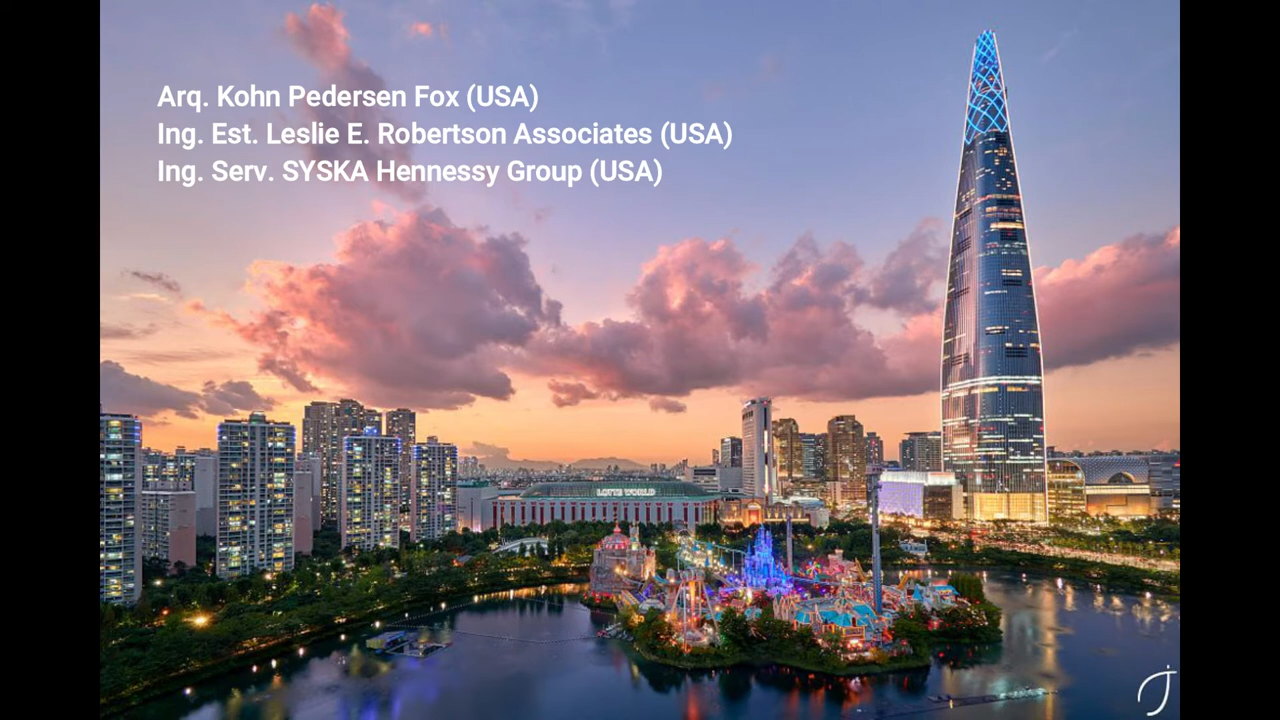 Arq. Kohn Pedersen Fox (USA)
Ing. Est. Leslie E. Robertson Associates (USA)
Ing. Serv. SYSKA Hennessy Group (USA)
LOTTE WORLD